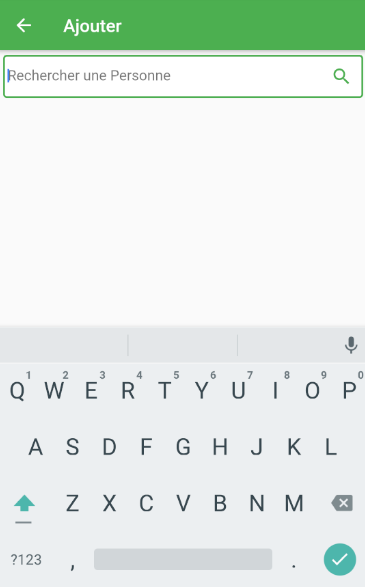 Ajouter
Rechercher une Personne
1 2 3 4 5 6 7 8 9 0
Q W E R T Y U I O P
A S D F G H J K L
Z X C V B N M
?123 , .